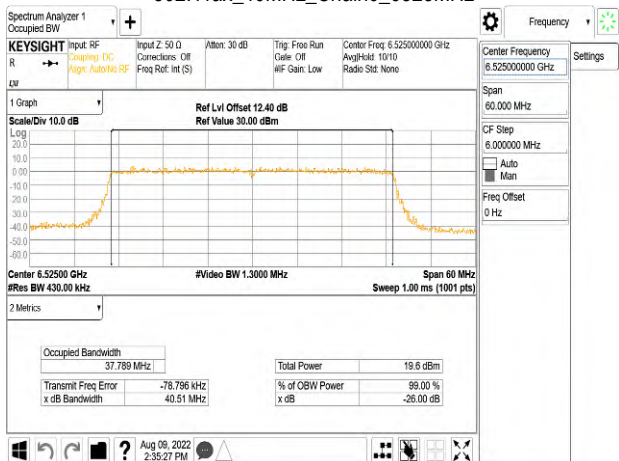 Spectrum Analyzer 1
Occupied BW
Frequency
KEYSIGHT
R
Input: RF
Coupling: DC
Align: Auto/No RF
Input Z: 50 Ω
Corrections: Off
Freq Ref: Int (S)
Atten: 30 dB
Trig: Free Run
Gate: Off
#IF Gain: Low
Center Freq: 6.525000000 GHz
Avg|Hold: 10/10
Radio Std: None
Center Frequency
6.525000000 GHz
Settings
Span
60.000 MHz
CF Step
6.000000 MHz
Auto
Man
Freq Offset
0 Hz
1 Graph
Scale/Div 10.0 dB
Ref Lvl Offset 12.40 dB
Ref Value 30.00 dBm
Log
20.0
10.0
0.00
-10.0
-20.0
-30.0
-40.0
-50.0
-60.0
Center 6.52500 GHz
#Video BW 1.3000 MHz
Span 60 MHz
#Res BW 430.00 kHz
Sweep 1.00 ms (1001 pts)
2 Metrics
Occupied Bandwidth
37.789 MHz
Total Power
19.6 dBm
Transmit Freq Error
-78.796 kHz
% of OBW Power
99.00 %
x dB Bandwidth
40.51 MHz
x dB
-26.00 dB
?
Aug 09, 2022
2:35:27 PM